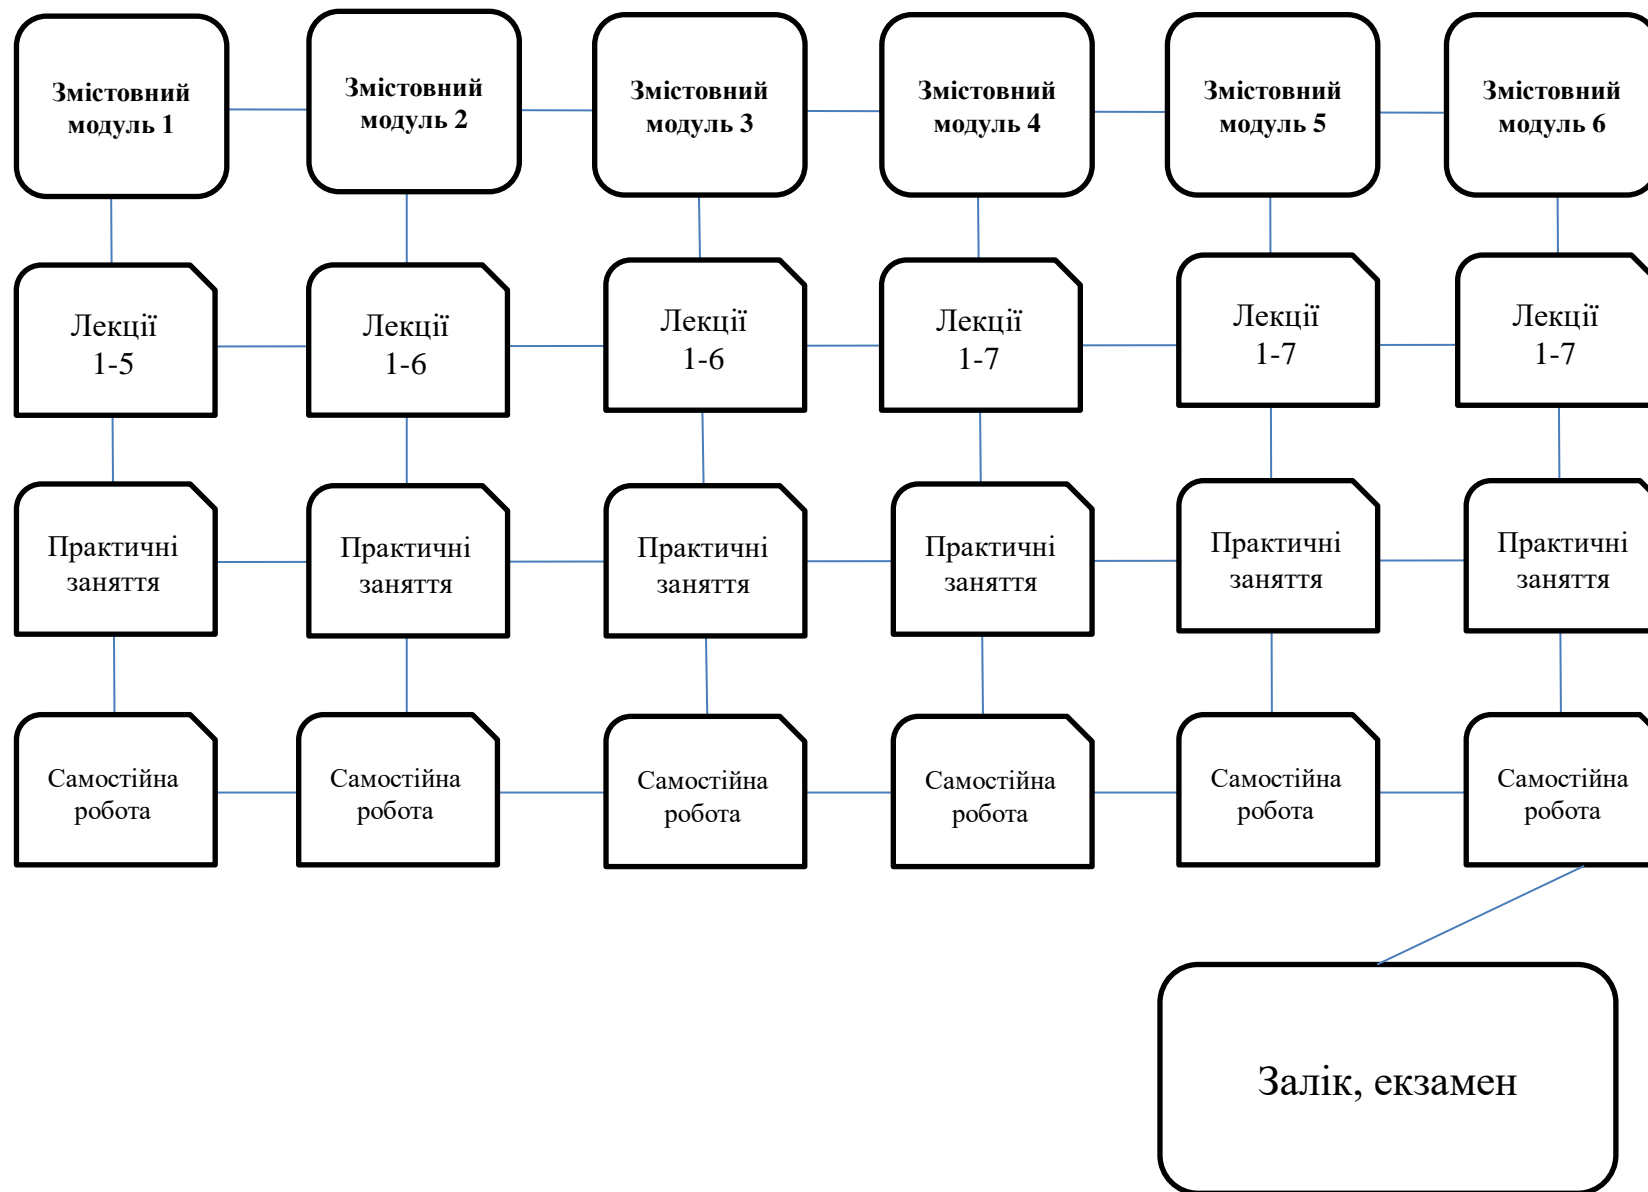 Змістовний
модуль 1
Змістовний
модуль 2
Змістовний
модуль 3
Змістовний
модуль 4
Змістовний
модуль 5
Змістовний
модуль 6
Лекції
1-5
Лекції
1-6
Лекції
1-6
Лекції
1-7
Лекції
1-7
Лекції
1-7
Практичні
заняття
Практичні
заняття
Практичні
заняття
Практичні
заняття
Практичні
заняття
Практичні
заняття
Самостійна
робота
Самостійна
робота
Самостійна
робота
Самостійна
робота
Самостійна
робота
Самостійна
робота
Залік, екзамен